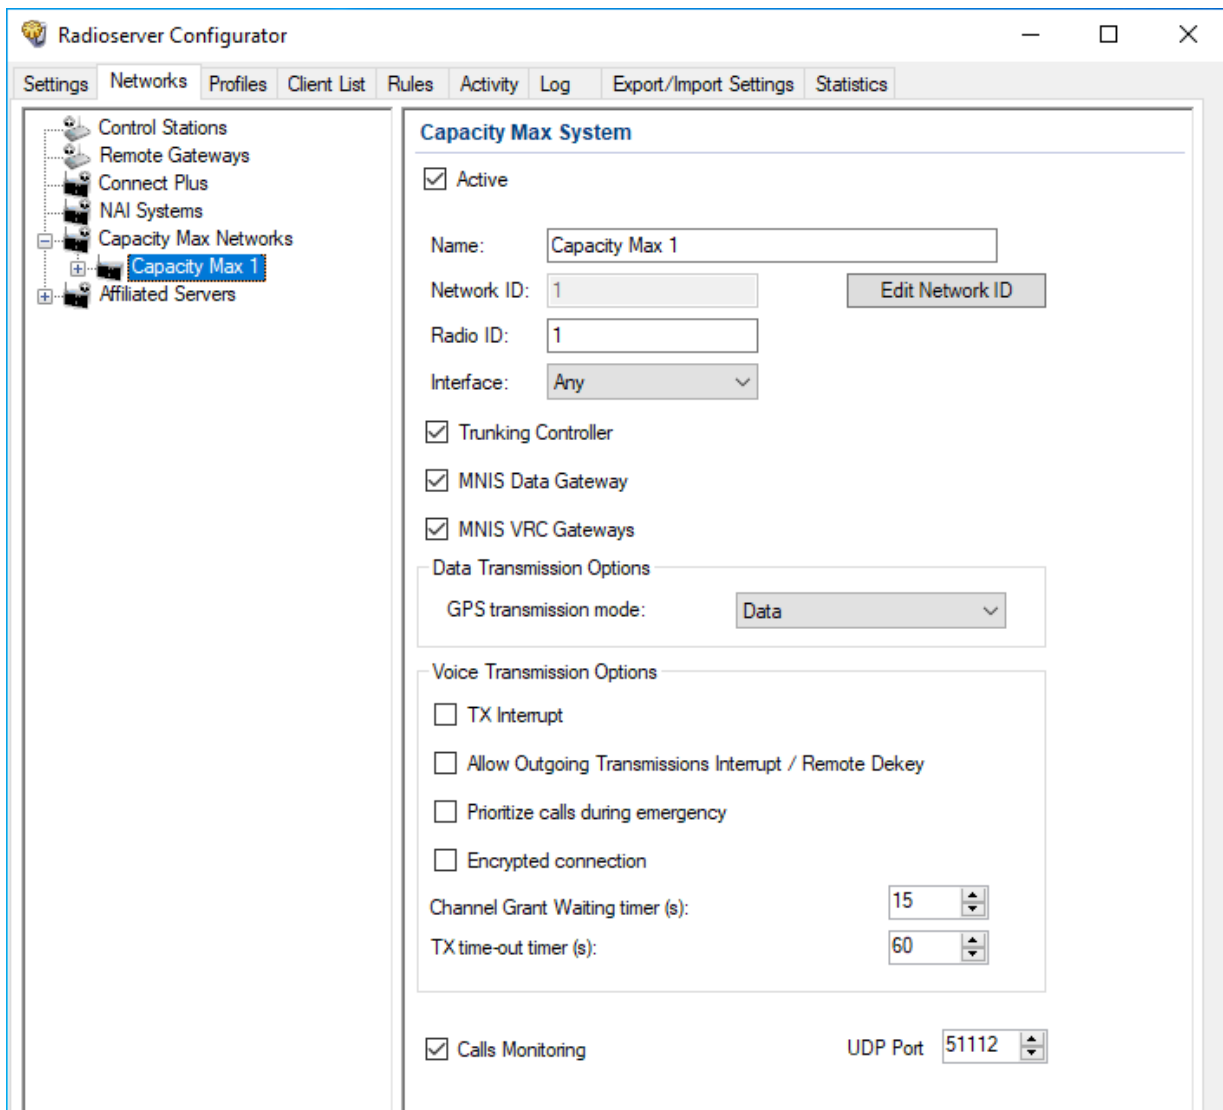 Radioserver Configurator
Settings Networks Profiles Client List Rules Activity Log Export/Import Settings Statistics
Control Stations
Remote Gateways
Connect Plus
NAI Systems
Capacity Max Networks
Capacity Max 1
Affiliated Servers
Capacity Max System
Active
Name: Capacity Max 1
Network ID: 1 Edit Network ID
Radio ID: 1
Interface: Any
Trunking Controller
MNIS Data Gateway
MNIS VRC Gateways
Data Transmission Options
GPS transmission mode: Data
Voice Transmission Options
TX Interrupt
Allow Outgoing Transmissions Interrupt / Remote Dekey
Prioritize calls during emergency
Encrypted connection
Channel Grant Waiting timer (s): 15
TX time-out timer (s): 60
Calls Monitoring UDP Port 51112